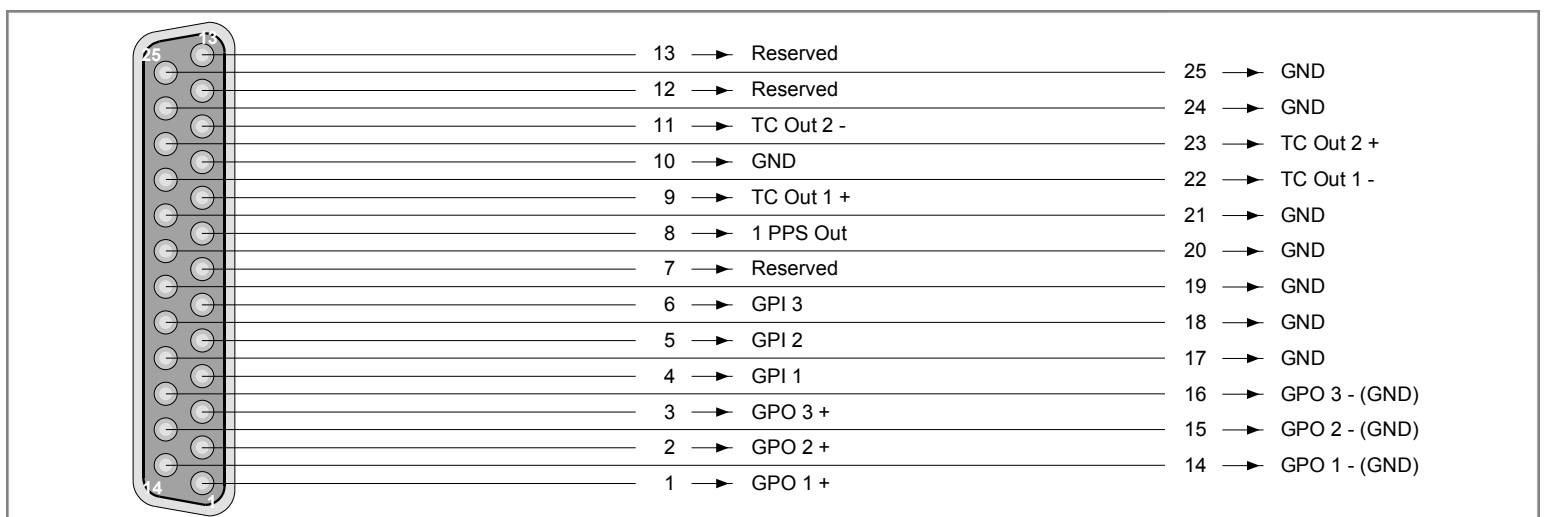 13
25
13 Reserved
25 GND
12 Reserved
24 GND
11 TC Out 2 -
23 TC Out 2 +
10 GND
22 TC Out 1 -
9 TC Out 1 +
21 GND
8 1 PPS Out
20 GND
7 Reserved
19 GND
6 GPI 3
18 GND
5 GPI 2
17 GND
4 GPI 1
16 GPO 3 - (GND)
3 GPO 3 +
15 GPO 2 - (GND)
2 GPO 2 +
14 GPO 1 - (GND)
1 GPO 1 +
14
1